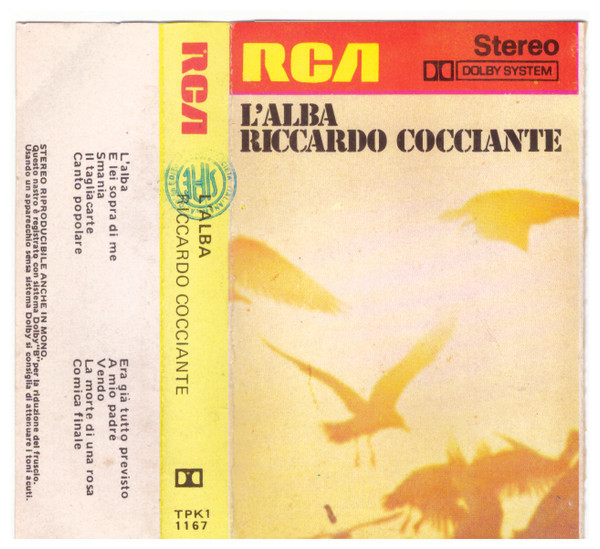 RCA
Stereo
DOLBY SYSTEM
L'ALBA
RICCARDO COCCIANTE
RCA
L'ALBA
RICCARDO COCCIANTE
TPK1
1167
L'alba
E lei sopra di me
Smania
Il tagliacarte
Canto popolare
Era già tutto previsto
A mio padre
Vendo
La morte di una rosa
Comica finale
STEREO RIPRODUCIBILE ANCHE IN MONO.
Questo nastro è registrato con sistema Dolby "B" per la riduzione del fruscio.
Usando un apparecchio senza sistema Dolby si consiglia di attenuare i toni acuti.